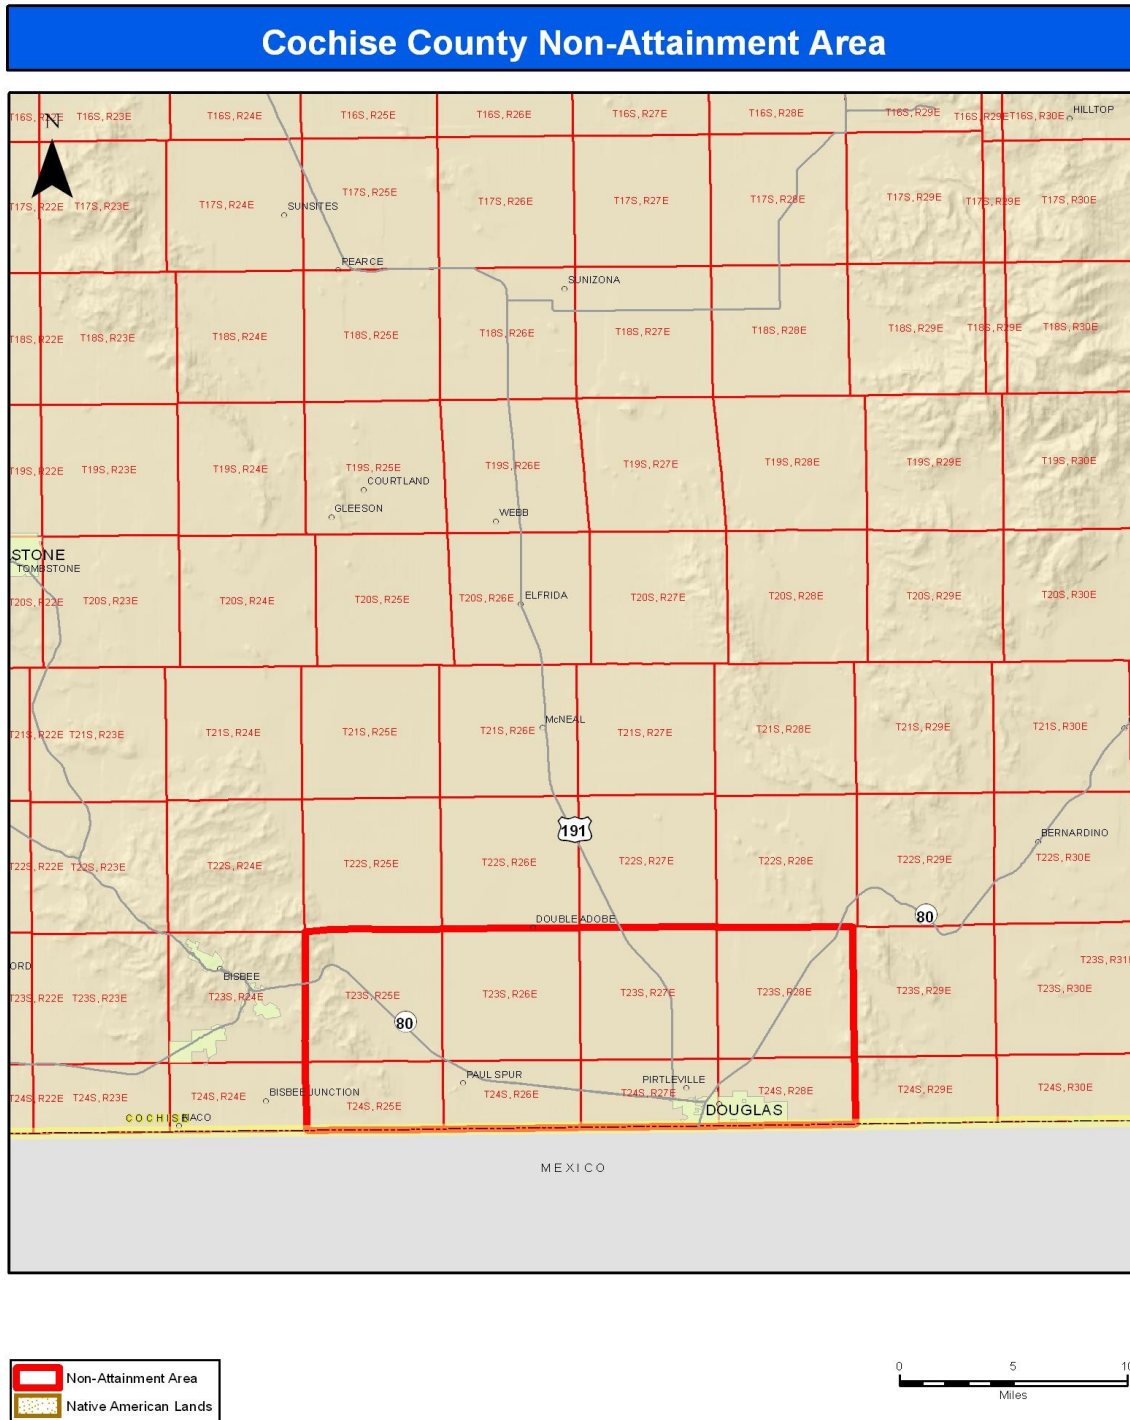 Cochise County Non-Attainment Area
T16S, R22E T16S, R23E T16S, R24E T16S, R25E T16S, R26E T16S, R27E T16S, R28E T16S, R29E T16S, R29E T16S, R30E HILLTOP
N
T17S, R22E T17S, R23E T17S, R24E T17S, R25E T17S, R26E T17S, R27E T17S, R28E T17S, R29E T17S, R29E T17S, R30E
SUNSITES
PEARCE
SUNIZONA
T18S, R22E T18S, R23E T18S, R24E T18S, R25E T18S, R26E T18S, R27E T18S, R28E T18S, R29E T18S, R29E T18S, R30E
T19S, R22E T19S, R23E T19S, R24E T19S, R25E T19S, R26E T19S, R27E T19S, R28E T19S, R29E T19S, R30E
COURTLAND
GLEESON
WEBB
STONE
TOMBSTONE
T20S, R22E T20S, R23E T20S, R24E T20S, R25E T20S, R26E ELFRIDA T20S, R27E T20S, R28E T20S, R29E T20S, R30E
McNEAL
T21S, R22E T21S, R23E T21S, R24E T21S, R25E T21S, R26E T21S, R27E T21S, R28E T21S, R29E T21S, R30E
191
BERNARDINO
T22S, R22E T22S, R23E T22S, R24E T22S, R25E T22S, R26E T22S, R27E T22S, R28E T22S, R29E T22S, R30E
DOUBLE ADOBE
80
ORD
BISBEE
T23S, R31
T23S, R22E T23S, R23E T23S, R24E T23S, R25E T23S, R26E T23S, R27E T23S, R28E T23S, R29E T23S, R30E
80
PAUL SPUR
PIRTLEVILLE
BISBEE JUNCTION
T24S, R22E T24S, R23E T24S, R24E T24S, R25E T24S, R26E T24S, R27E T24S, R28E T24S, R29E T24S, R30E
DOUGLAS
COCHISE NACO
MEXICO
Non-Attainment Area
Native American Lands
0 5 10
Miles